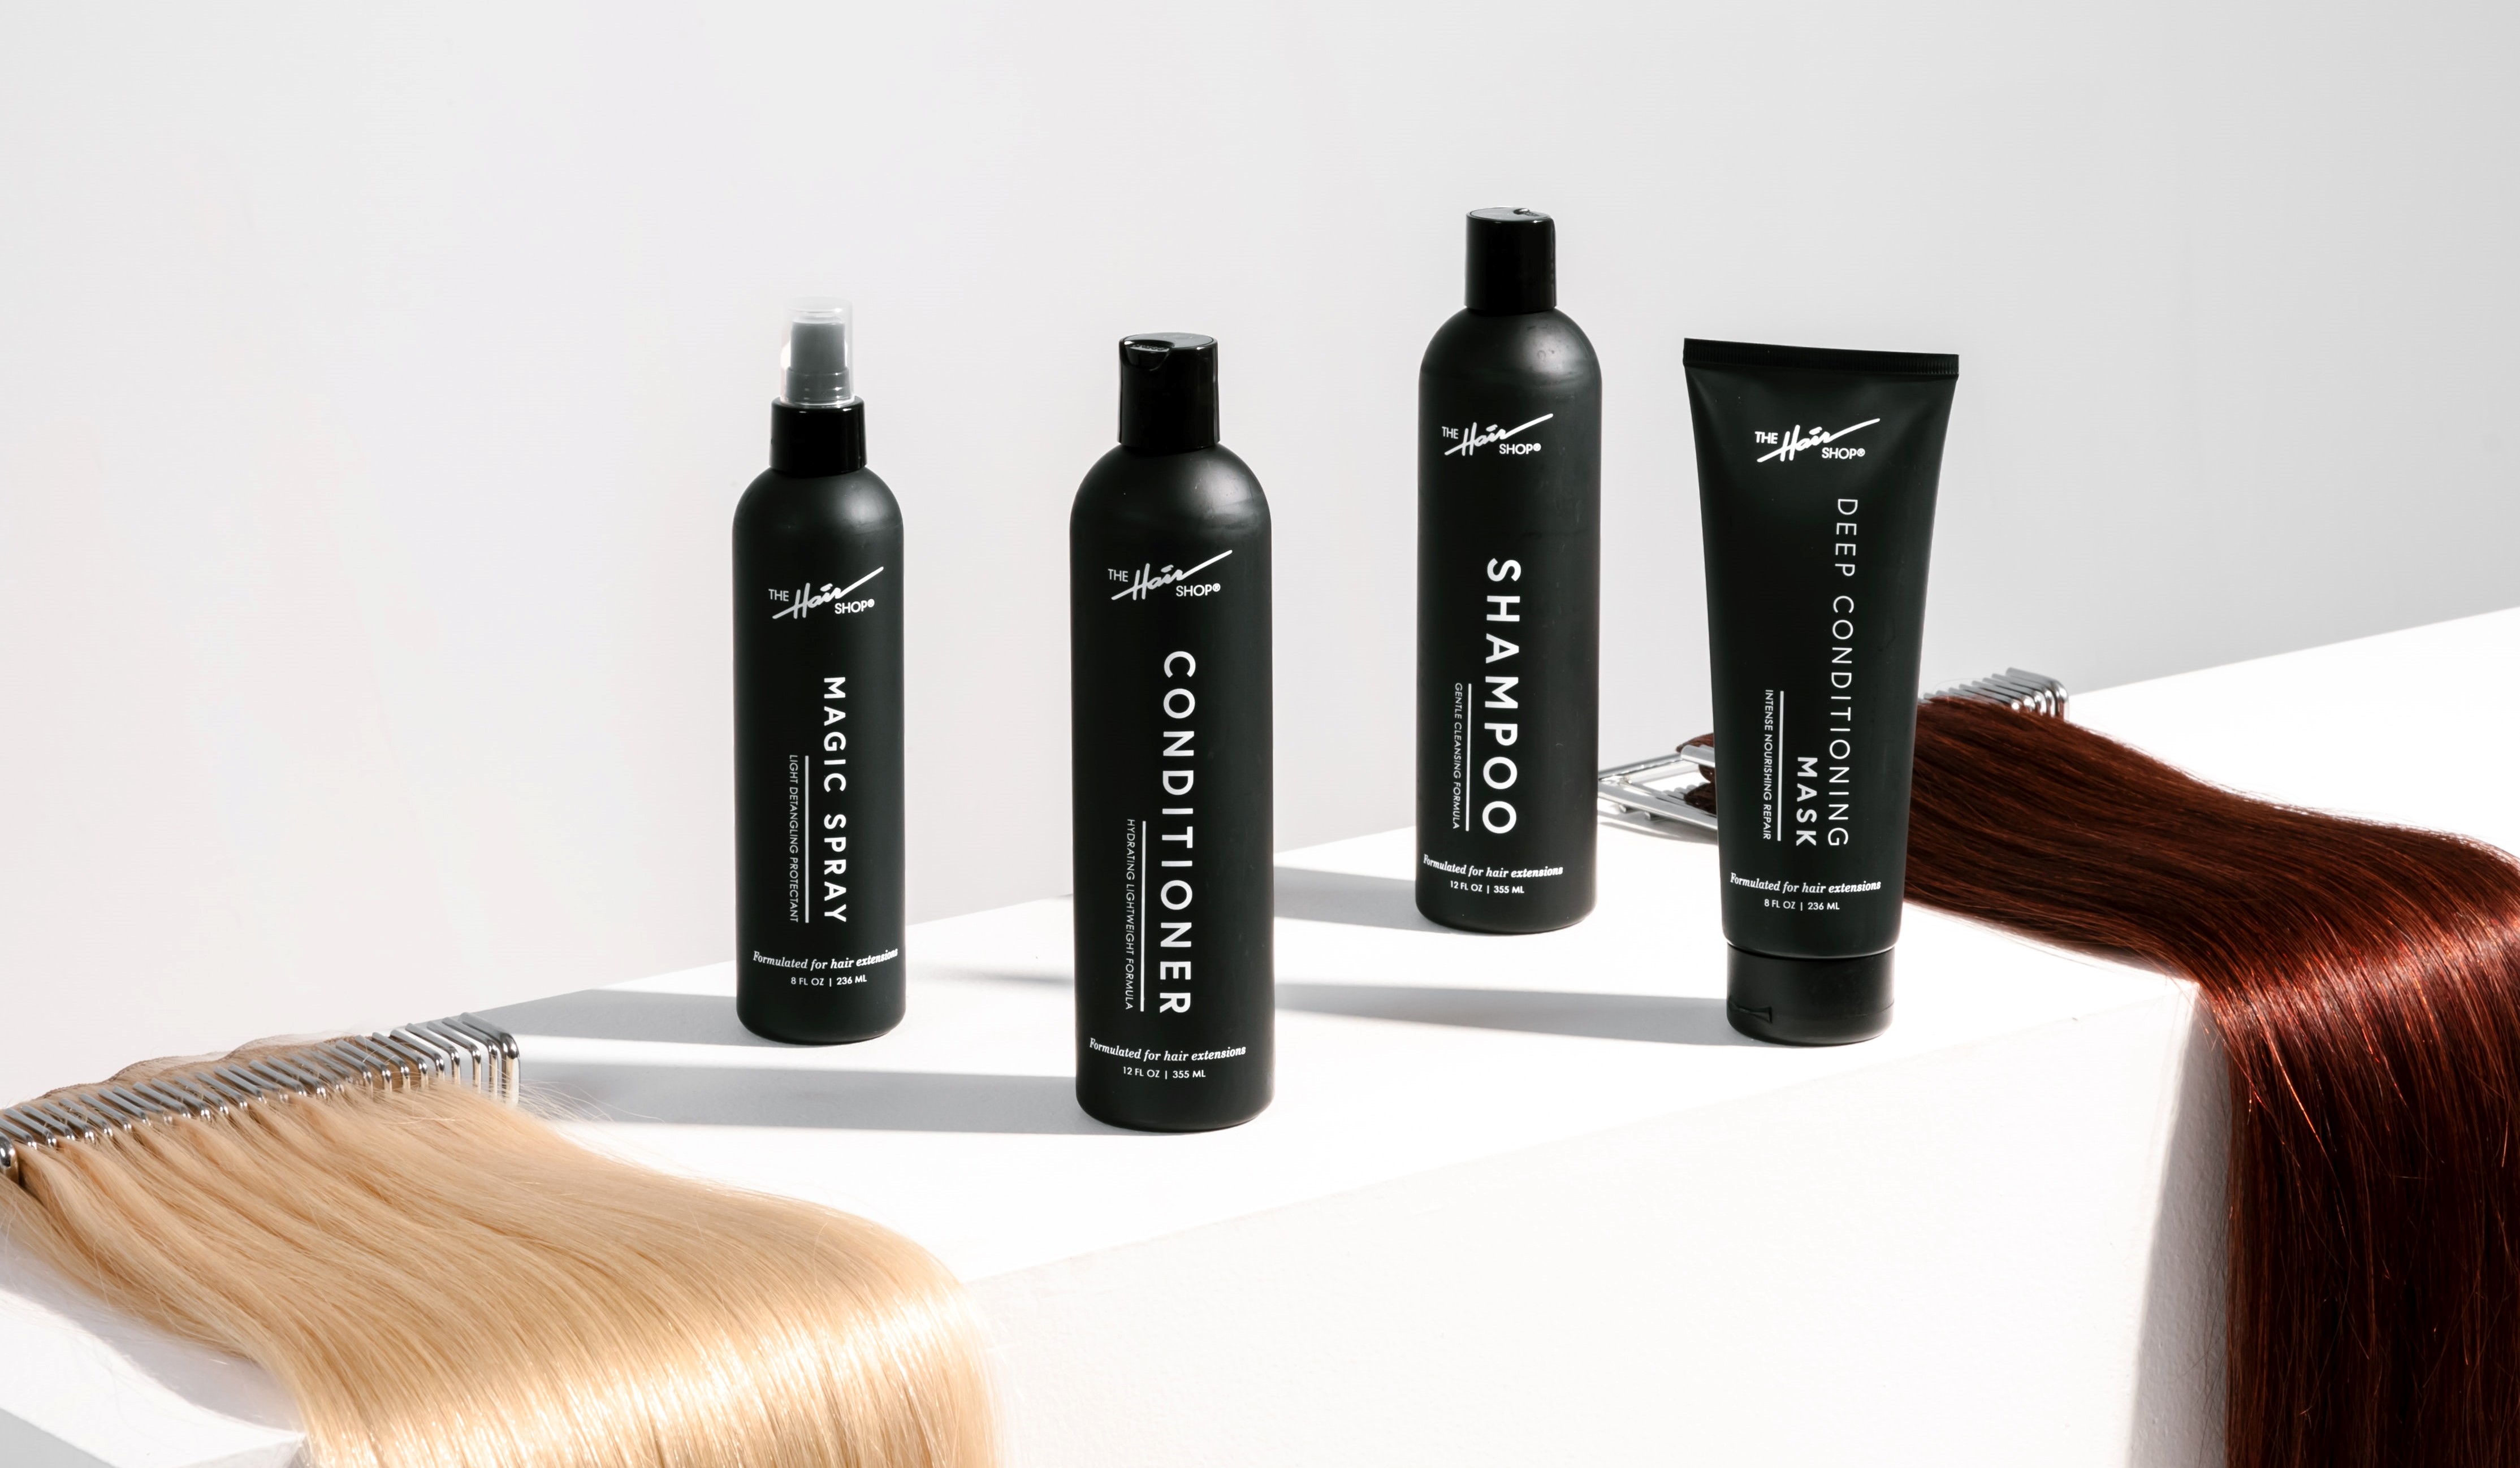 THE Hair SHOP®
MAGIC SPRAY
LIGHT DETANGLING PROTECTANT
Formulated for hair extensions
8 FL OZ | 236 ML
THE Hair SHOP®
CONDITIONER
HYDRATING LIGHTWEIGHT FORMULA
Formulated for hair extensions
12 FL OZ | 355 ML
THE Hair SHOP®
SHAMPOO
GENTLE CLEANSING FORMULA
Formulated for hair extensions
12 FL OZ | 355 ML
THE Hair SHOP®
DEEP CONDITIONING
MASK
INTENSE NOURISHING REPAIR
Formulated for hair extensions
8 FL OZ | 236 ML